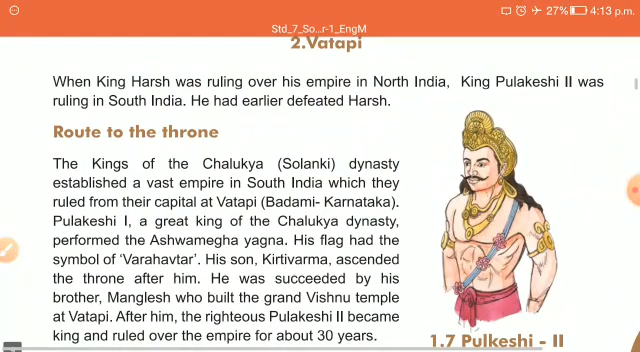 27% 4:13 p.m.
Std_7_So...r-1_EngM
2.Vatapi
When King Harsh was ruling over his empire in North India, King Pulakeshi II was
ruling in South India. He had earlier defeated Harsh.
Route to the throne
The Kings of the Chalukya (Solanki) dynasty
established a vast empire in South India which they
ruled from their capital at Vatapi (Badami- Karnataka).
Pulakeshi I, a great king of the Chalukya dynasty,
performed the Ashwamegha yagna. His flag had the
symbol of ‘Varahavtar’. His son, Kirtivarma, ascended
the throne after him. He was succeeded by his
brother, Manglesh who built the grand Vishnu temple
at Vatapi. After him, the righteous Pulakeshi II became
king and ruled over the empire for about 30 years.
1.7 Pulkeshi - II